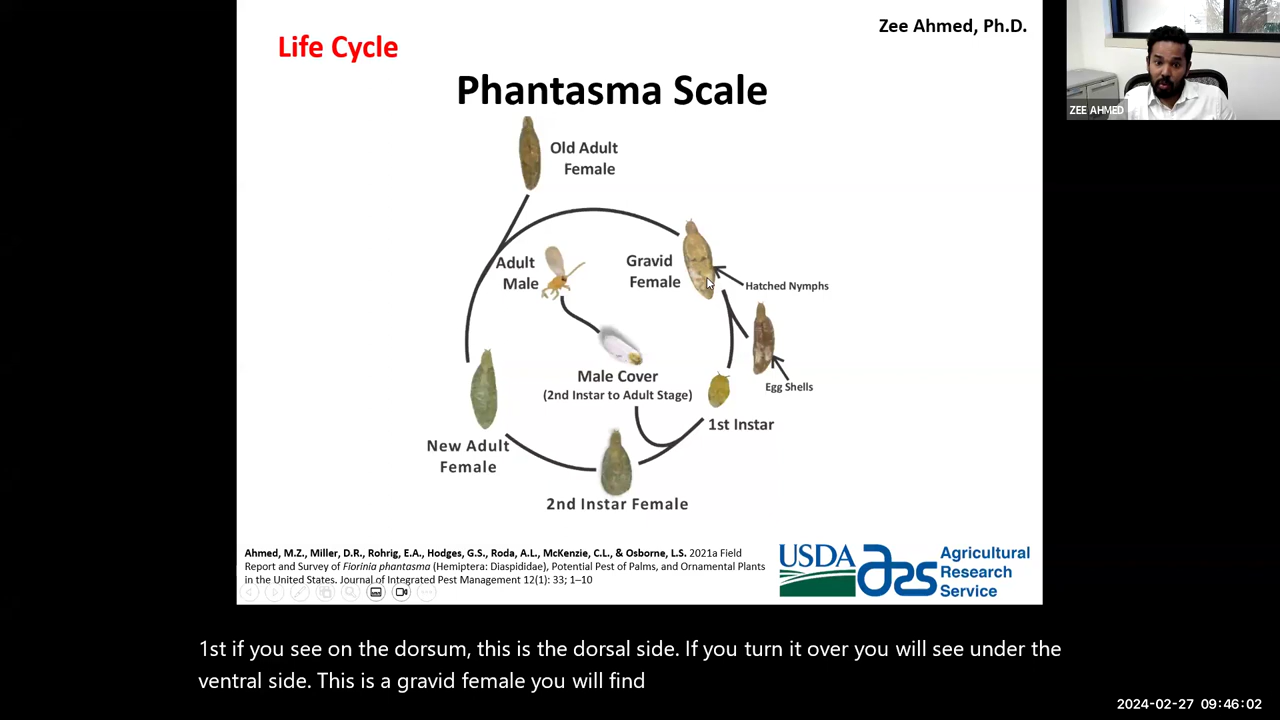 Zee Ahmed, Ph.D.
Life Cycle
Phantasma Scale
ZEE AHMED
Old Adult
Female
Adult
Male
Gravid
Female
Hatched Nymphs
Egg Shells
Male Cover
(2nd Instar to Adult Stage)
1st Instar
New Adult
Female
2nd Instar Female
Ahmed, M.Z., Miller, D.R., Rohrig, E.A., Hodges, G.S., Roda, A.L., McKenzie, C.L., & Osborne, L.S. 2021a Field
Report and Survey of Fiorinia phantasma (Hemiptera: Diaspididae), Potential Pest of Palms, and Ornamental Plants
in the United States. Journal of Integrated Pest Management 12(1): 33; 1–10
USDA
ars
Agricultural
Research
Service
1st if you see on the dorsum, this is the dorsal side. If you turn it over you will see under the
ventral side. This is a gravid female you will find
2024-02-27 09:46:02